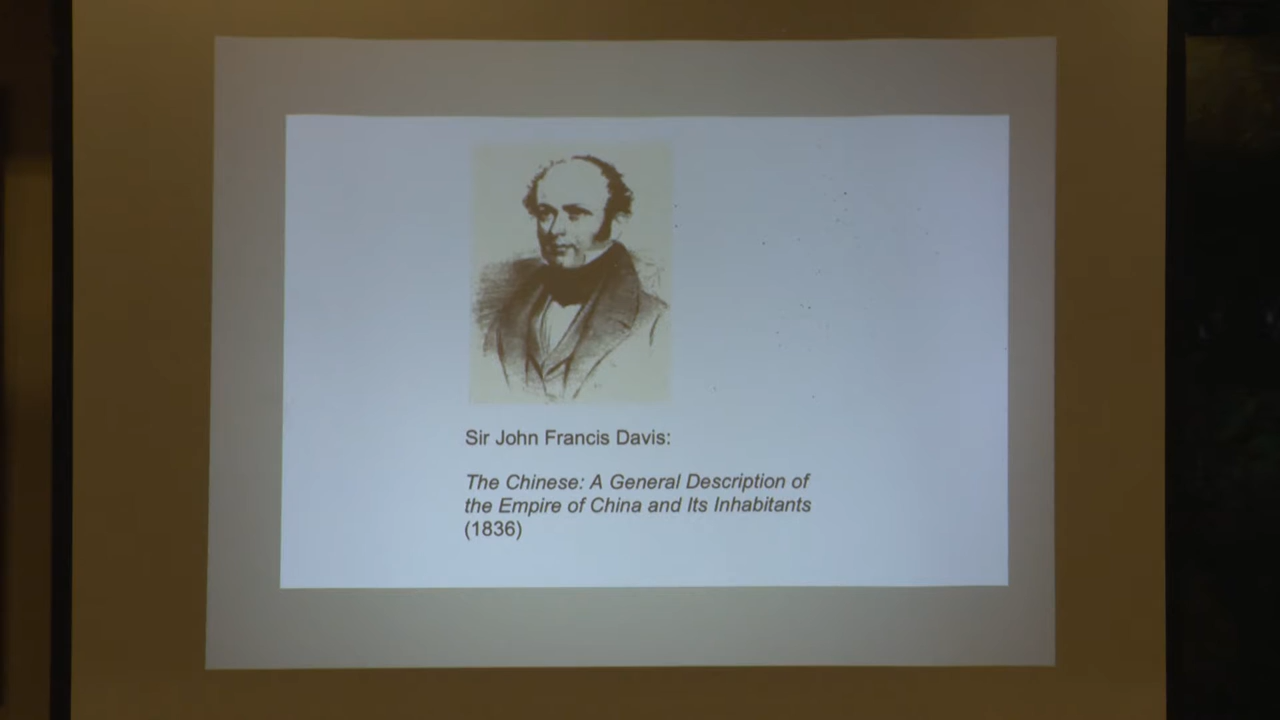 Sir John Francis Davis:
The Chinese: A General Description of
the Empire of China and Its Inhabitants
(1836)